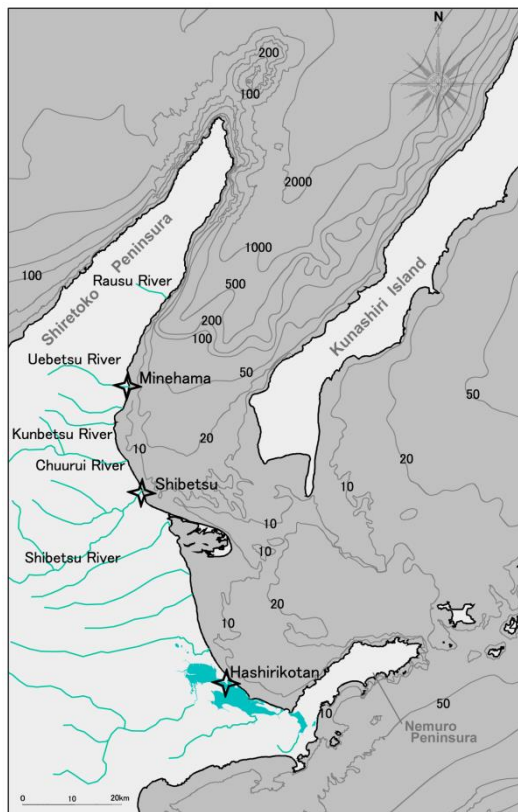 N
200
100
2000
Shiretoko Peninsura
1000
100
Rausu River
500
Kunashiri Island
200
100
Uebetsu River
50
Minehama
50
Kunbetsu River
10
20
20
Chuurui River
10
10
Shibetsu
10
Shibetsu River
10
20
10
Hashirikotan
10
50
Nemuro
Peninsura
0 10 20km